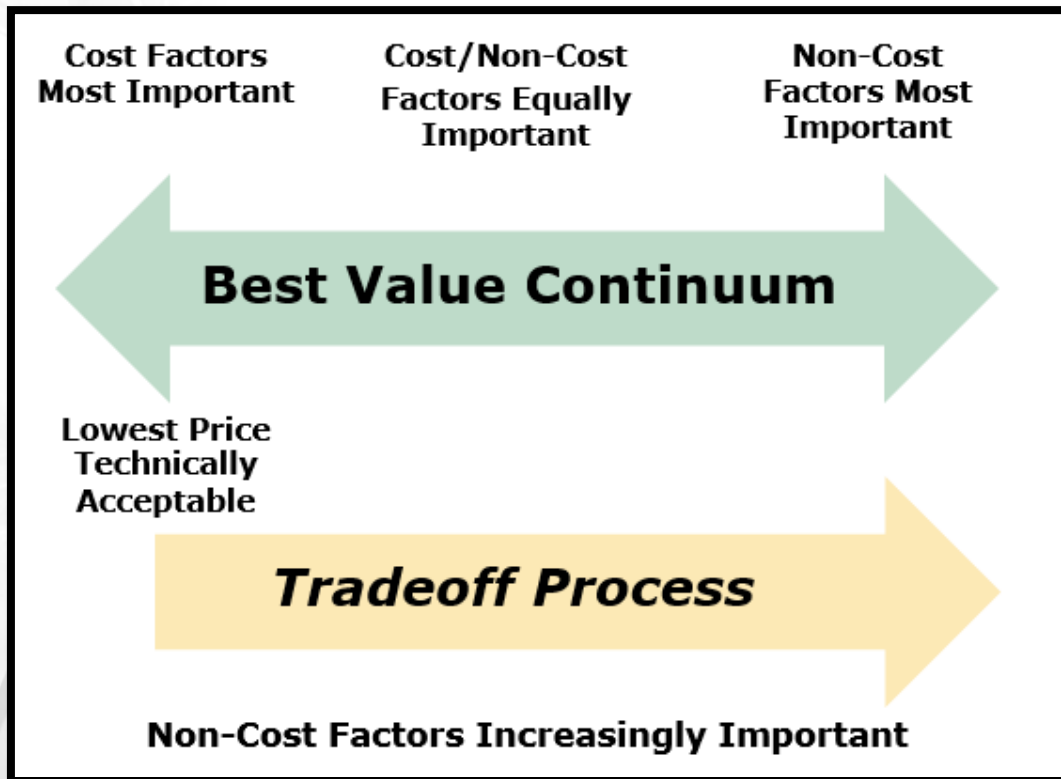 Cost Factors
Most Important
Cost/Non-Cost
Factors Equally
Important
Non-Cost
Factors Most
Important
Best Value Continuum
Lowest Price
Technically
Acceptable
Tradeoff Process
Non-Cost Factors Increasingly Important